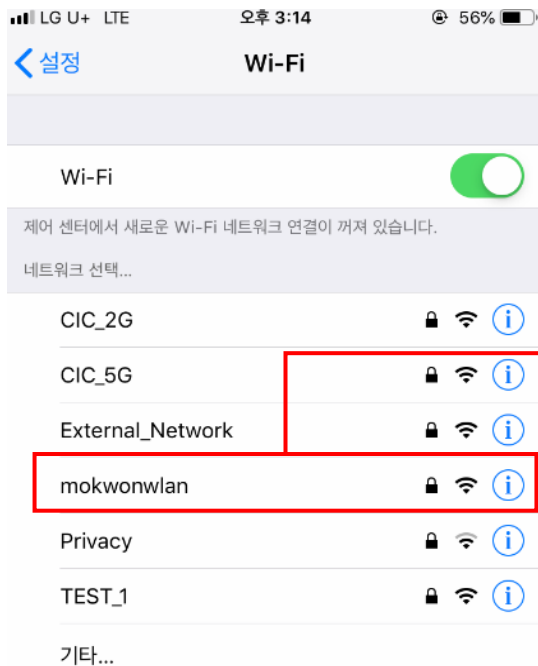 LG U+ LTE 오후 3:14 56%
설정 Wi-Fi
Wi-Fi
제어 센터에서 새로운 Wi-Fi 네트워크 연결이 꺼져 있습니다.
네트워크 선택...
CIC_2G
CIC_5G
External_Network
mokwonwlan
Privacy
TEST_1
기타...